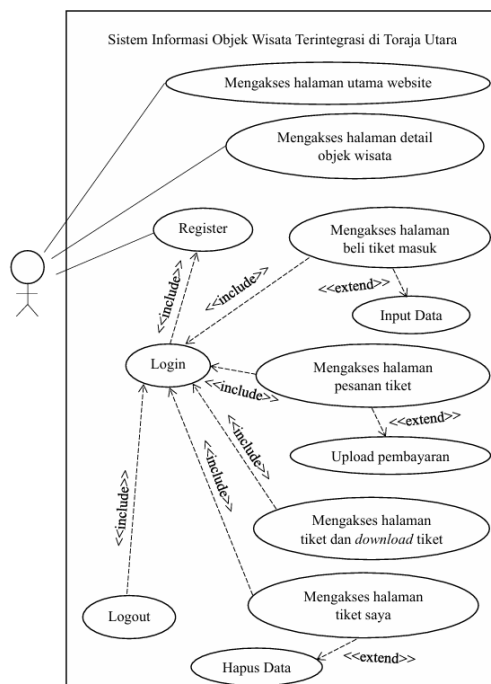 Sistem Informasi Objek Wisata Terintegrasi di Toraja Utara
Mengakses halaman utama website
Mengakses halaman detail
objek wisata
Register
Mengakses halaman
beli tiket masuk
<<include>>
<<include>>
<<extend>>
Input Data
Login
<<include>>
Mengakses halaman
pesanan tiket
<<extend>>
Upload pembayaran
<<include>>
<<include>>
<<include>>
Mengakses halaman
tiket dan download tiket
Mengakses halaman
tiket saya
Logout
<<extend>>
Hapus Data